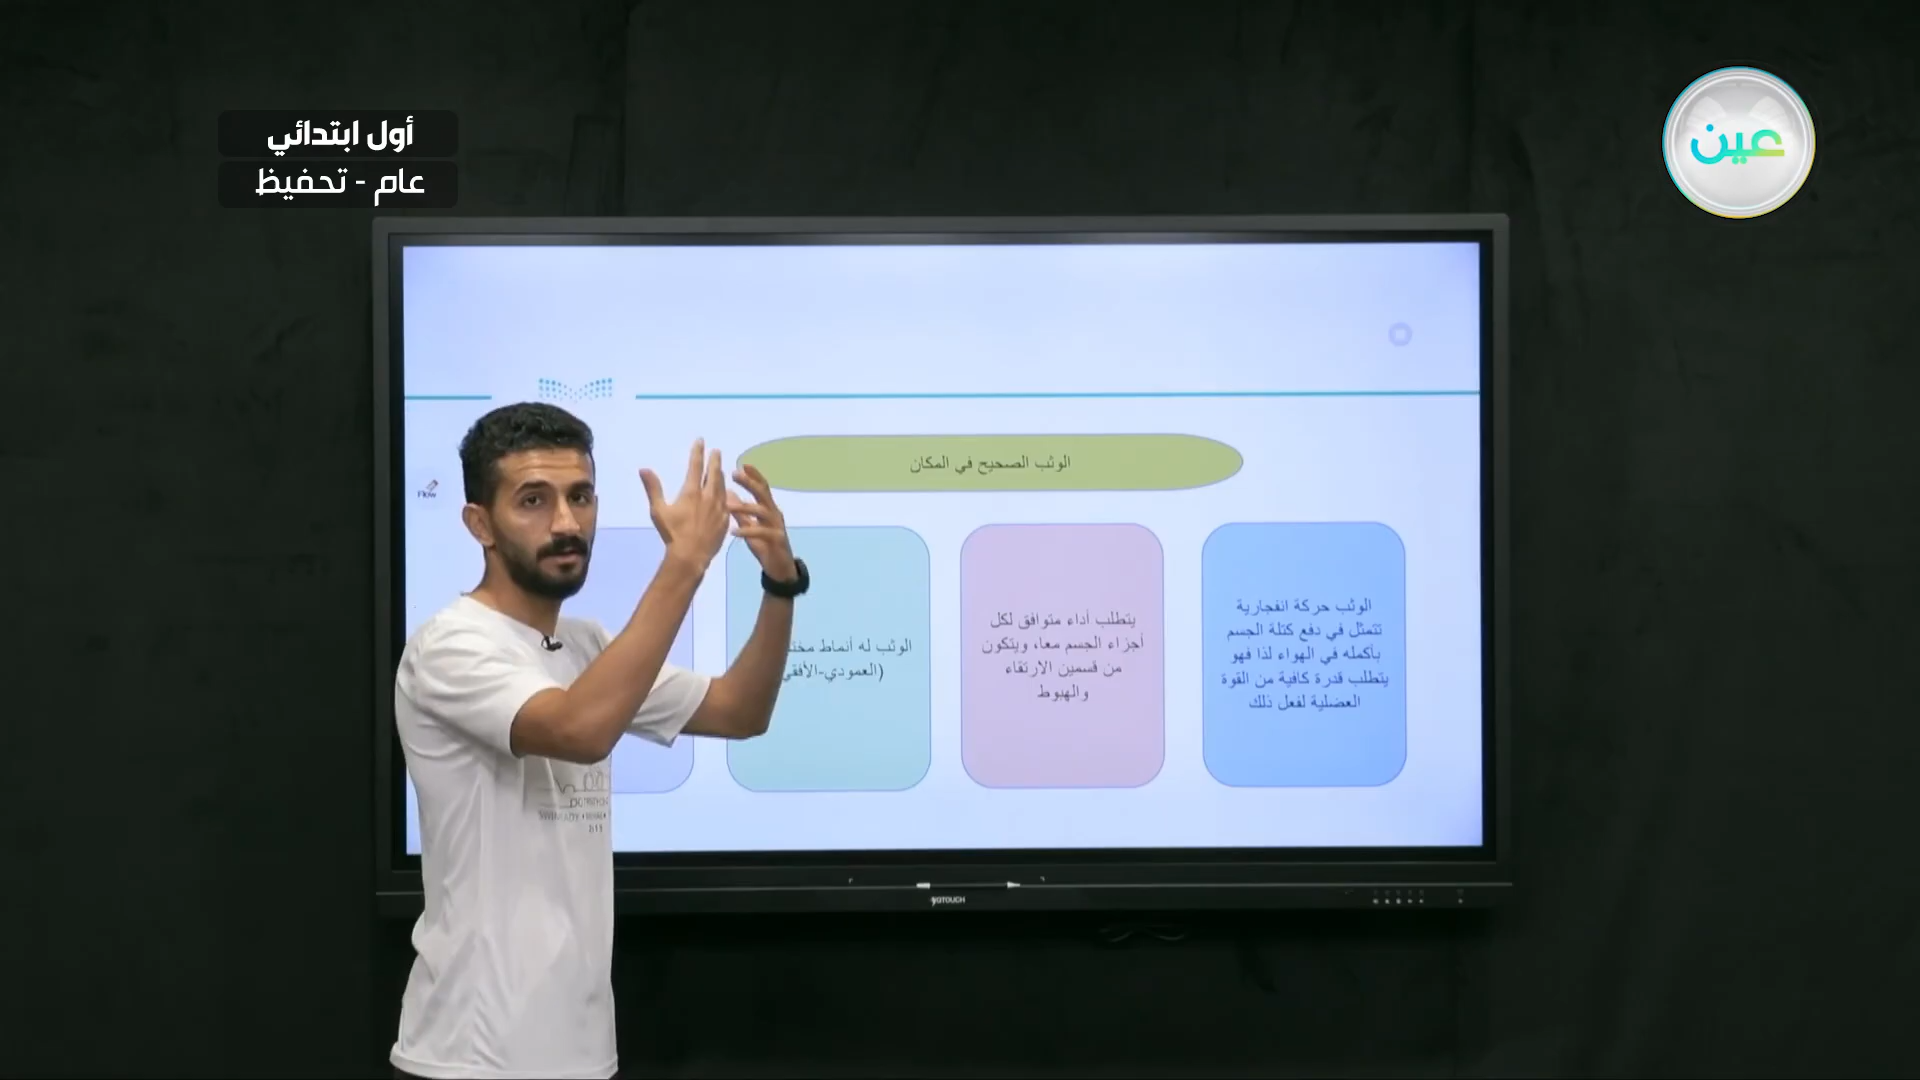 أول ابتدائي
عام - تحفيظ
عين
الوثب الصحيح في المكان
الوثب حركة انفجارية
تتمثل في دفع كتلة الجسم
بأكمله في الهواء لذا فهو
يتطلب قدرة كافية من القوة
العضلية لفعل ذلك
يتطلب أداء متوافق لكل
أجزاء الجسم معا، ويتكون
من قسمين الارتقاء
والهبوط
الوثب له أنماط
(العمودي-الأفقي
Flow